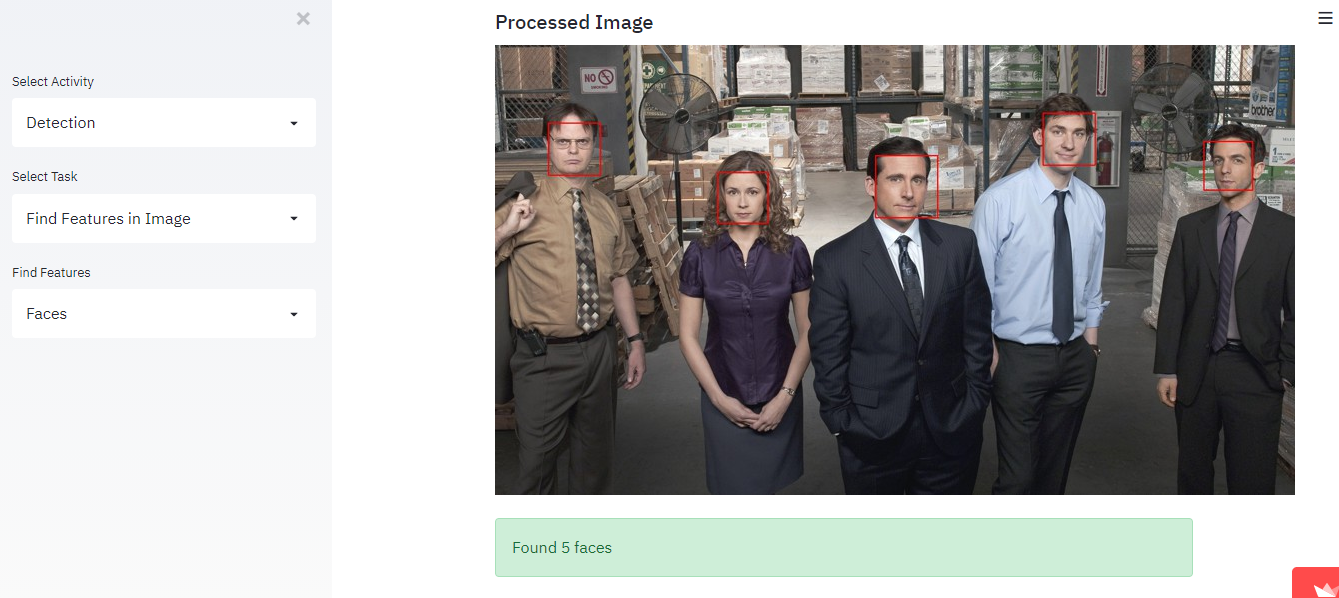 ×
Select Activity
Detection
Select Task
Find Features in Image
Find Features
Faces
Processed Image
NO
SMOKING
brother
Found 5 faces